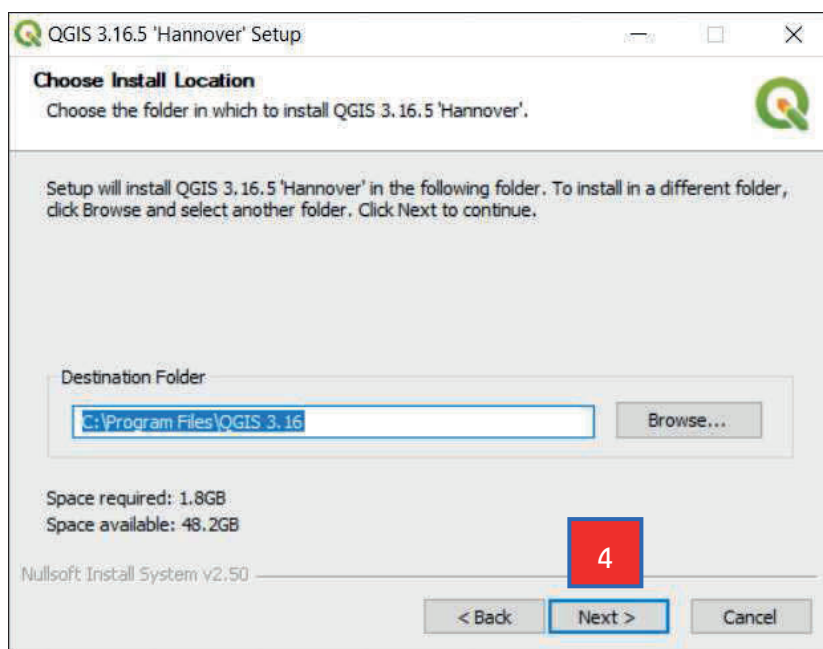 QGIS 3.16.5 'Hannover' Setup
Choose Install Location
Choose the folder in which to install QGIS 3.16.5 'Hannover'.
Setup will install QGIS 3.16.5 'Hannover' in the following folder. To install in a different folder,
click Browse and select another folder. Click Next to continue.
Destination Folder
C:\Program Files\QGIS 3.16
Browse...
Space required: 1.8GB
Space available: 48.2GB
4
Nullsoft Install System v2.50
< Back Next > Cancel